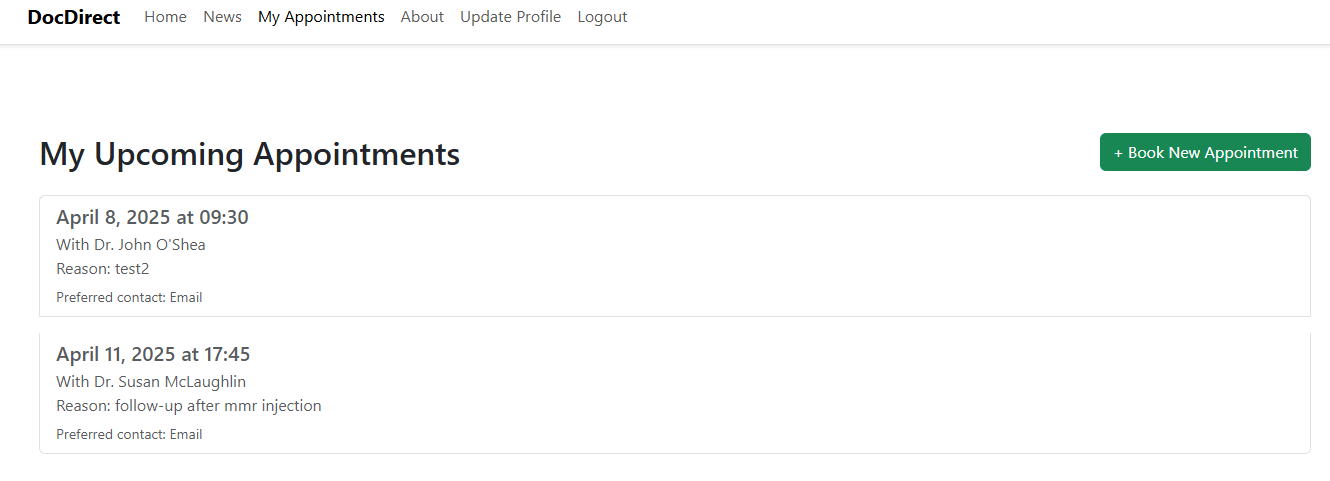 DocDirect Home News My Appointments About Update Profile Logout
My Upcoming Appointments + Book New Appointment
April 8, 2025 at 09:30
With Dr. John O'Shea
Reason: test2
Preferred contact: Email
April 11, 2025 at 17:45
With Dr. Susan McLaughlin
Reason: follow-up after mmr injection
Preferred contact: Email